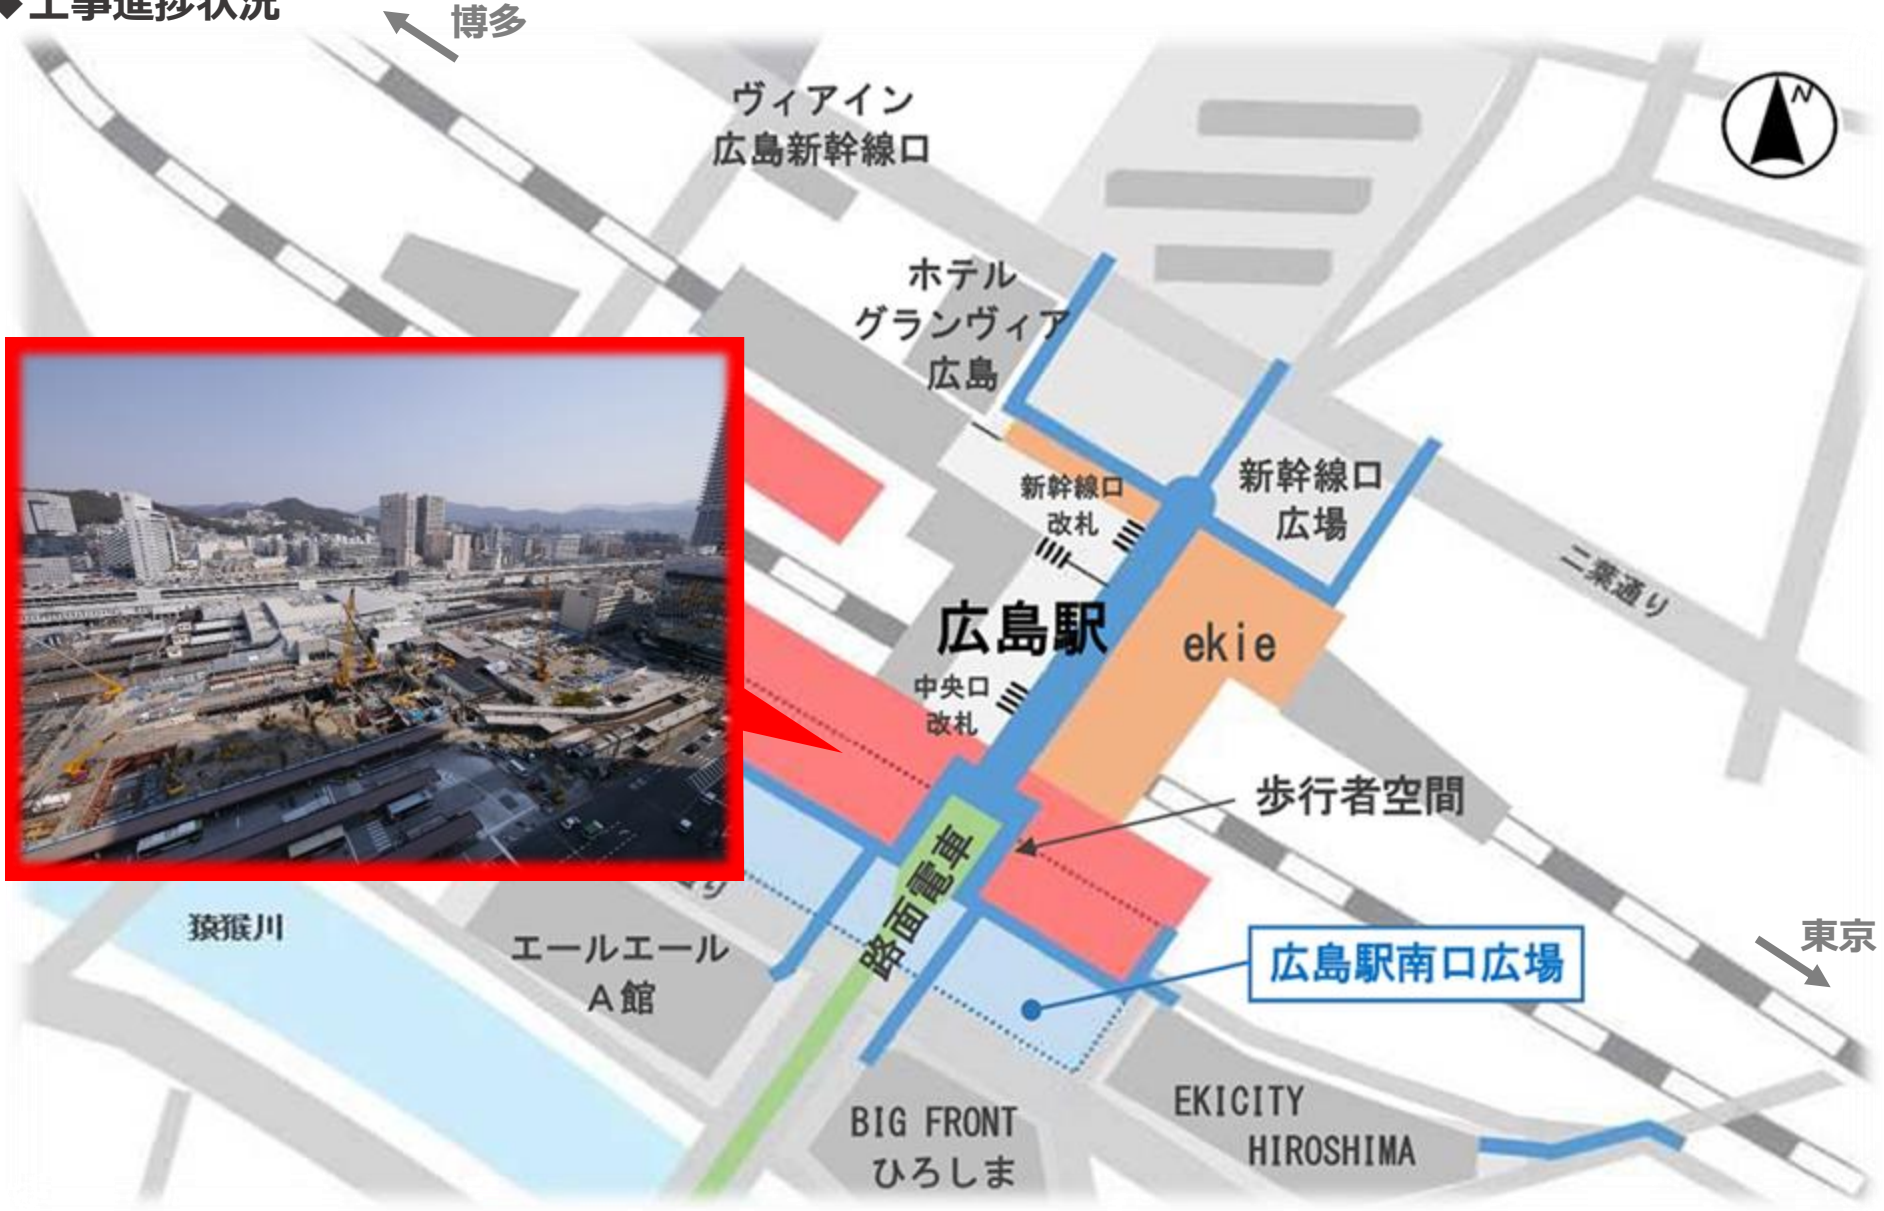 ◆工事進捗状況
博多
N
ヴィアイン
広島新幹線口
ホテル
グランヴィア
広島
新幹線口
改札
新幹線口
広場
二葉通り
広島駅
ekie
中央口
改札
歩行者空間
路面電車
猿猴川
エールエール
A館
広島駅南口広場
東京
BIG FRONT
ひろしま
EKICITY
HIROSHIMA